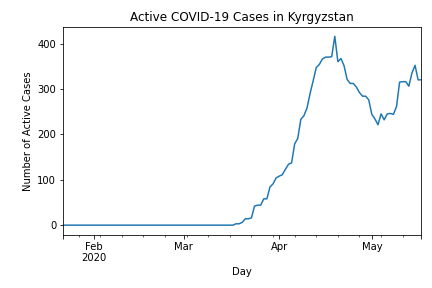 Active COVID-19 Cases in Kyrgyzstan
Number of Active Cases
400
300
200
100
0
Feb
2020
Mar
Apr
May
Day